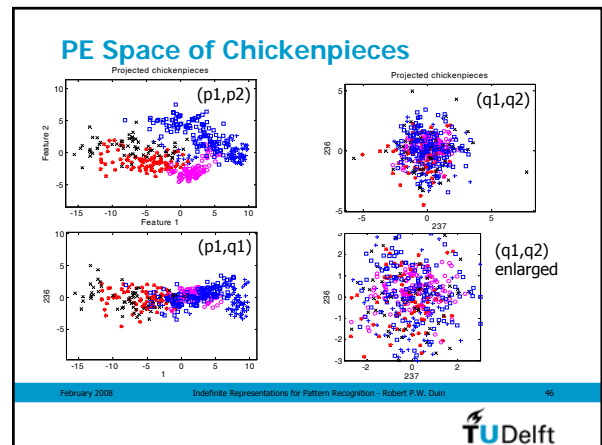 PE Space of Chickenpieces
Projected chickenpieces
(p1,p2)
10
5
0
-5
Feature 2
-15 -10 -5 0 5 10
Feature 1
Projected chickenpieces
(q1,q2)
5
0
-5
236
-5 0 5
237
(p1,q1)
10
5
0
-5
236
-15 -10 -5 0 5 10
1
(q1,q2)
enlarged
3
2
1
0
-1
-2
-3
236
-2 0 2
237
February 2008 Indefinite Representations for Pattern Recognition - Robert P.W. Duin 46
TUDelft